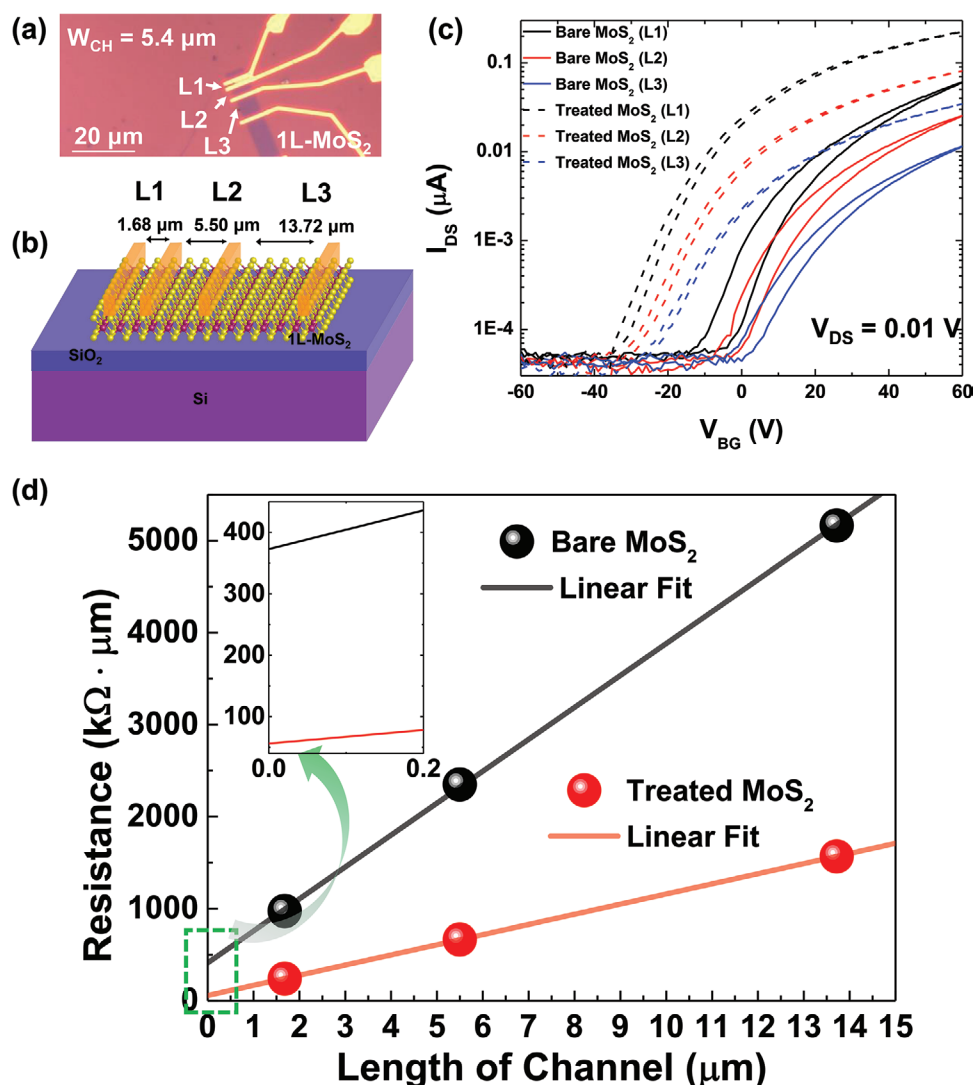 (a)
W_CH = 5.4 μm
L1
L2
L3
20 μm
1L-MoS₂
(b)
L1 L2 L3
1.68 μm 5.50 μm 13.72 μm
1L-MoS₂
SiO₂
Si
(c)
Bare MoS₂ (L1)
Bare MoS₂ (L2)
Bare MoS₂ (L3)
Treated MoS₂ (L1)
Treated MoS₂ (L2)
Treated MoS₂ (L3)
V_DS = 0.01 V
I_DS (μA)
0.1
0.01
1E-3
1E-4
-60 -40 -20 0 20 40 60
V_BG (V)
(d)
Resistance (kΩ · μm)
5000
4000
3000
2000
1000
0
400
350
300
250
200
150
100
50
0.0 0.2
Bare MoS₂
Linear Fit
Treated MoS₂
Linear Fit
0 1 2 3 4 5 6 7 8 9 10 11 12 13 14 15
Length of Channel (μm)